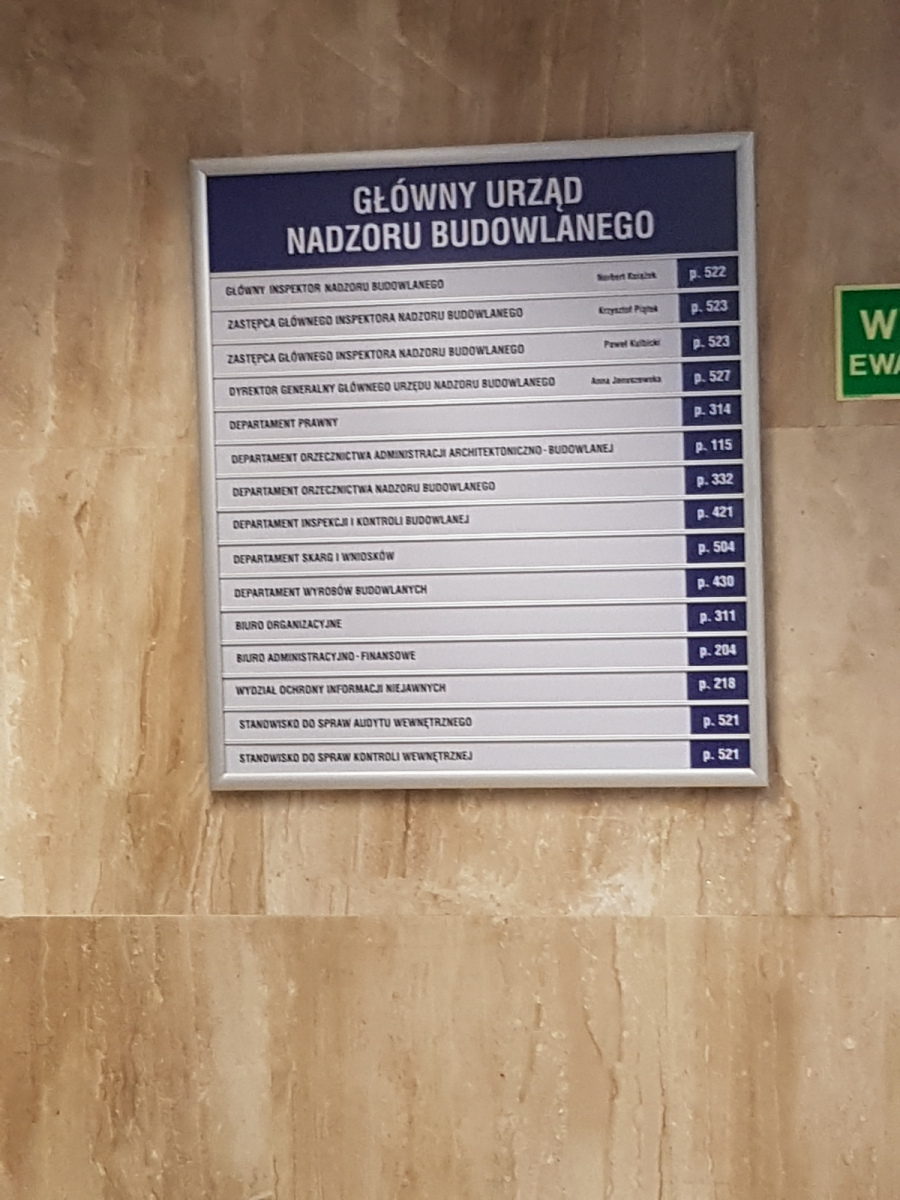 GŁÓWNY URZĄD
NADZORU BUDOWLANEGO
GŁÓWNY INSPEKTOR NADZORU BUDOWLANEGO Norbert Książek p. 522
ZASTĘPCA GŁÓWNEGO INSPEKTORA NADZORU BUDOWLANEGO Krzysztof Piątek p. 523
ZASTĘPCA GŁÓWNEGO INSPEKTORA NADZORU BUDOWLANEGO Paweł p. 523
DYREKTOR GENERALNY GŁÓWNEGO URZĘDU NADZORU BUDOWLANEGO Anna Januszewska p. 527
DEPARTAMENT PRAWNY p. 314
DEPARTAMENT ORZECZNICTWA ADMINISTRACJI ARCHITEKTONICZNO-BUDOWLANEJ p. 115
DEPARTAMENT ORZECZNICTWA NADZORU BUDOWLANEGO p. 332
DEPARTAMENT INSPEKCJI I KONTROLI BUDOWLANEJ p. 421
DEPARTAMENT SKARG I WNIOSKÓW p. 504
DEPARTAMENT WYROBÓW BUDOWLANYCH p. 430
BIURO ORGANIZACYJNE p. 311
BIURO ADMINISTRACYJNO-FINANSOWE p. 204
WYDZIAŁ OCHRONY INFORMACJI NIEJAWNYCH p. 218
STANOWISKO DO SPRAW AUDYTU WEWNĘTRZNEGO p. 521
STANOWISKO DO SPRAW KONTROLI WEWNĘTRZNEJ p. 521
W
EWA